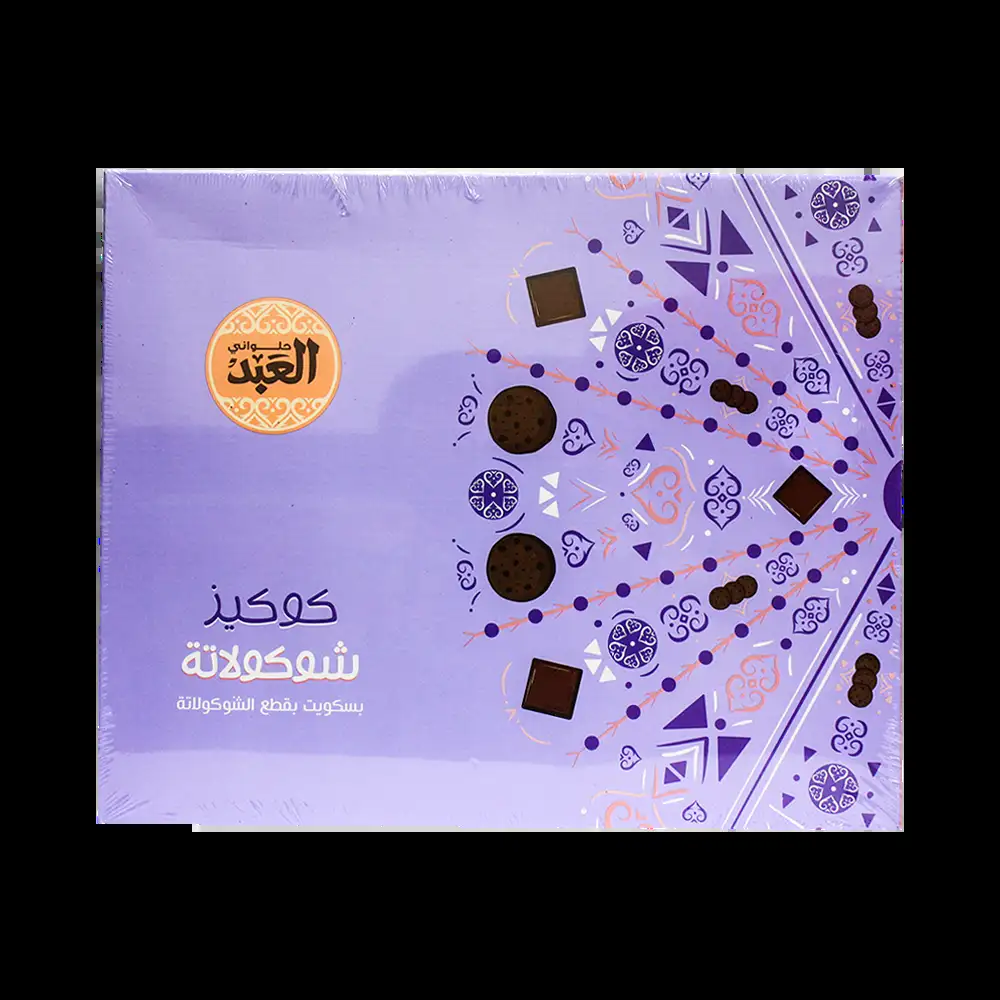 حلواني
العبد
كوكيز
شوكولاتة
بسكويت بقطع الشوكولاتة